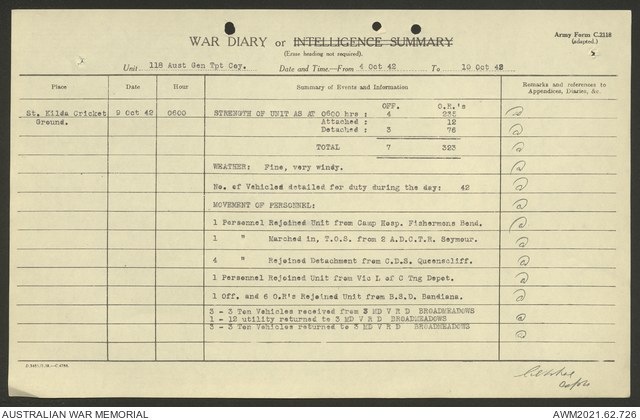 Army Form C.2118
(adapted.)
WAR DIARY or INTELLIGENCE SUMMARY
(Erase heading not required).
Unit. 118 Aust Gen Tpt Coy. Date and Time.—From 4 Oct 42 To 10 Oct 42
Place Date Hour Summary of Events and Information Remarks and references to Appendices, Diaries, &c.
OFF. O.R.'s
St. Kilda Cricket Ground. 9 Oct 42 0600 STRENGTH OF UNIT AS AT 0600 hrs : 4 235
Attached : 12
Detached : 3 76
TOTAL 7 323
WEATHER: Fine, very windy.
No. of Vehicles detailed for duty during the day: 42
MOVEMENT OF PERSONNEL:
1 Personnel Rejoined Unit from Camp Hosp. Fishermans Bend.
1 " Marched in, T.O.S. from 2 A.D.C.T.R. Seymour.
4 " Rejoined Detachment from C.D.S. Queenscliff.
1 Personnel Rejoined Unit from Vic L of C Tng Depot.
1 Off. and 6 O.R's Rejoined Unit from B.S.D. Bandiana.
3 - 3 Ton Vehicles received from 3 MD V R D BROADMEADOWS
1 - 12 utility returned to 3 MD V R D BROADMEADOWS
3 - 3 Ton Vehicles returned to 3 MD V R D BROADMEADOWS
AUSTRALIAN WAR MEMORIAL
AWM2021.62.726